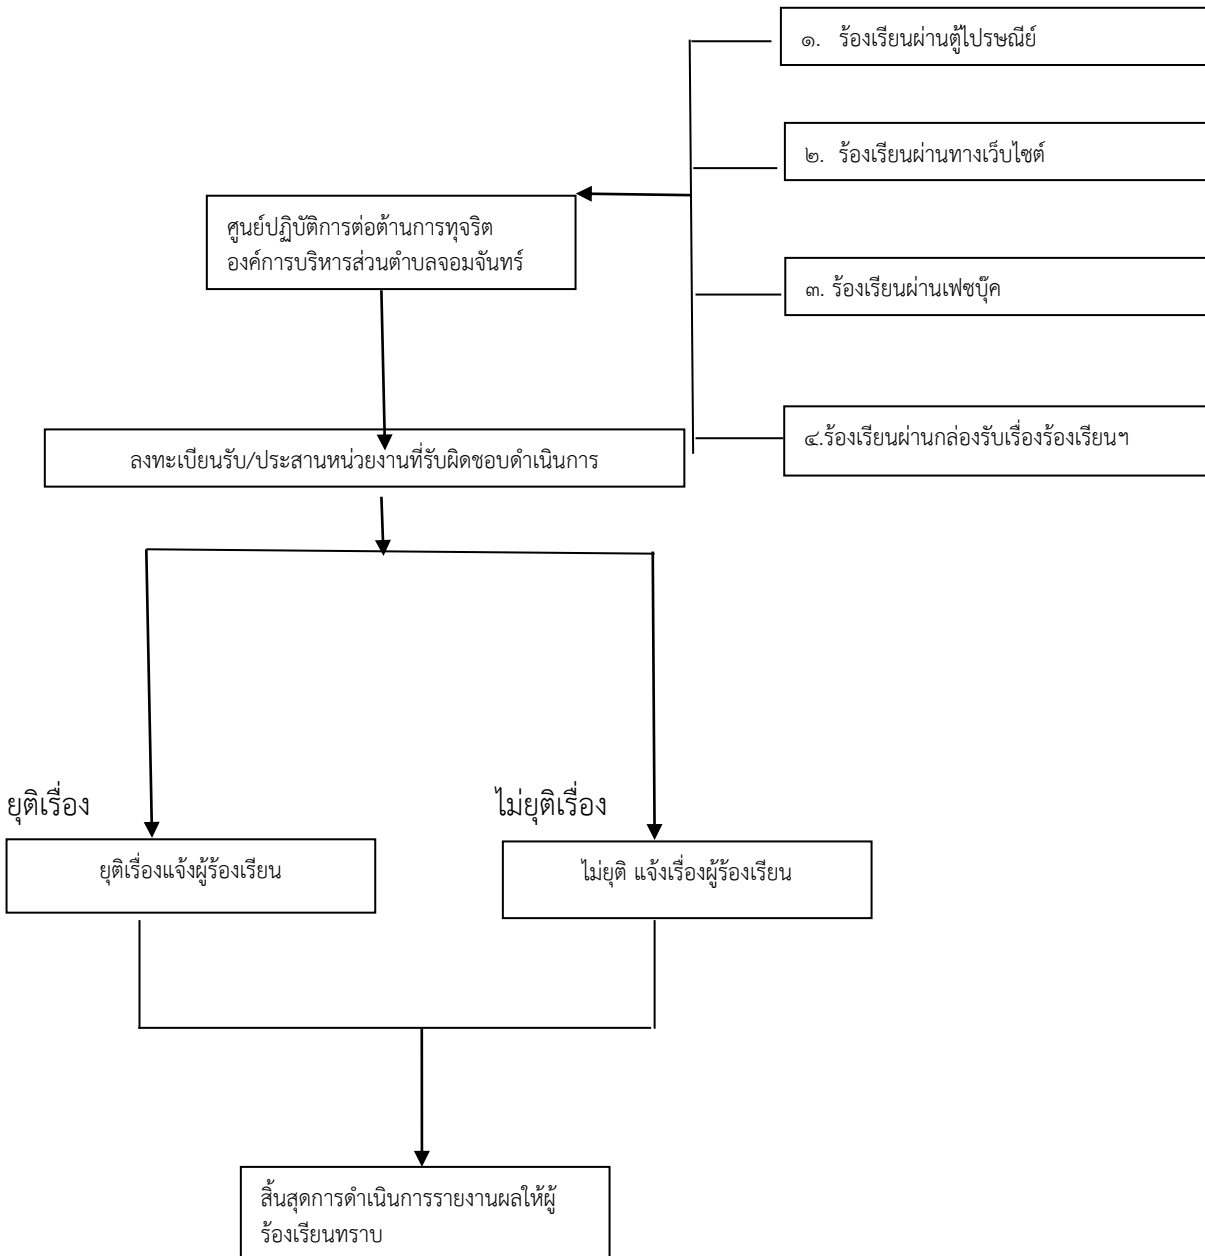 ๑. ร้องเรียนผ่านตู้ไปรษณีย์
๒. ร้องเรียนผ่านทางเว็บไซต์
ศูนย์ปฏิบัติการต่อต้านการทุจริต
องค์การบริหารส่วนตำบลจอมจันทร์
๓. ร้องเรียนผ่านเฟซบุ๊ค
๔.ร้องเรียนผ่านกล่องรับเรื่องร้องเรียนฯ
ลงทะเบียนรับ/ประสานหน่วยงานที่รับผิดชอบดำเนินการ
ยุติเรื่อง
ไม่ยุติเรื่อง
ยุติเรื่องแจ้งผู้ร้องเรียน
ไม่ยุติ แจ้งเรื่องผู้ร้องเรียน
สิ้นสุดการดำเนินการรายงานผลให้ผู้
ร้องเรียนทราบ